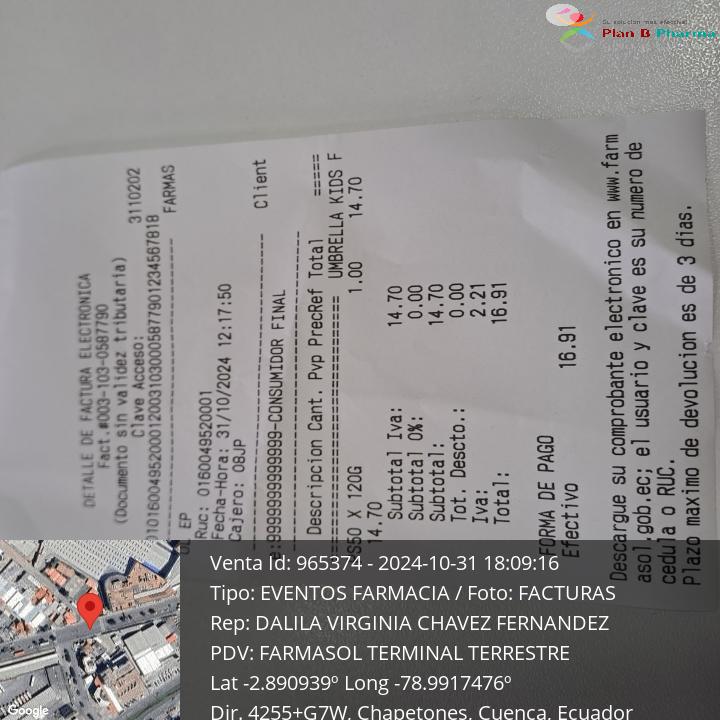 Su solución más efectiva!
Plan B Pharma
DETALLE DE FACTURA ELECTRONICA
Fact.#003-103-0587790
(Documento sin validez tributaria)
Clave Acceso:
3110202
FARMAS
OL EP
Ruc: 0160049520001
Fecha-Hora: 31/10/2024 12:17:50
Cajero: 08JP
Client
:9999999999999-CONSUMIDOR FINAL
Descripcion Cant. Pvp PrecRef Total
UMBRELLA KIDS F
S50 X 120G 1.00 14.70
14.70
Subtotal Iva: 14.70
Subtotal 0%: 0.00
Subtotal: 14.70
Tot. Descto.: 0.00
Iva: 2.21
Total: 16.91
FORMA DE PAGO
Efectivo 16.91
Descargue su comprobante electronico en www.farm
asol.gob.ec; el usuario y clave es su numero de
cedula o RUC.
Plazo maximo de devolucion es de 3 dias.
Venta Id: 965374 - 2024-10-31 18:09:16
Tipo: EVENTOS FARMACIA / Foto: FACTURAS
Rep: DALILA VIRGINIA CHAVEZ FERNANDEZ
PDV: FARMASOL TERMINAL TERRESTRE
Lat -2.890939º Long -78.9917476º
Dir. 4255+G7W, Chapetones, Cuenca, Ecuador
Google